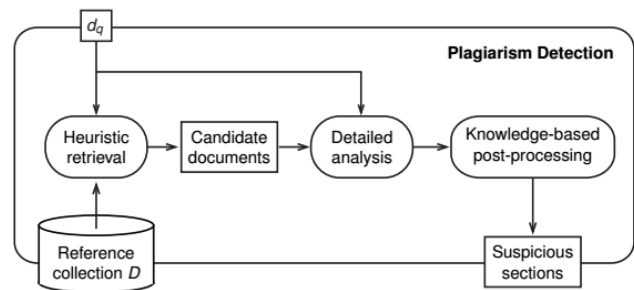 d_q
Plagiarism Detection
Heuristic
retrieval
Candidate
documents
Detailed
analysis
Knowledge-based
post-processing
Reference
collection D
Suspicious
sections